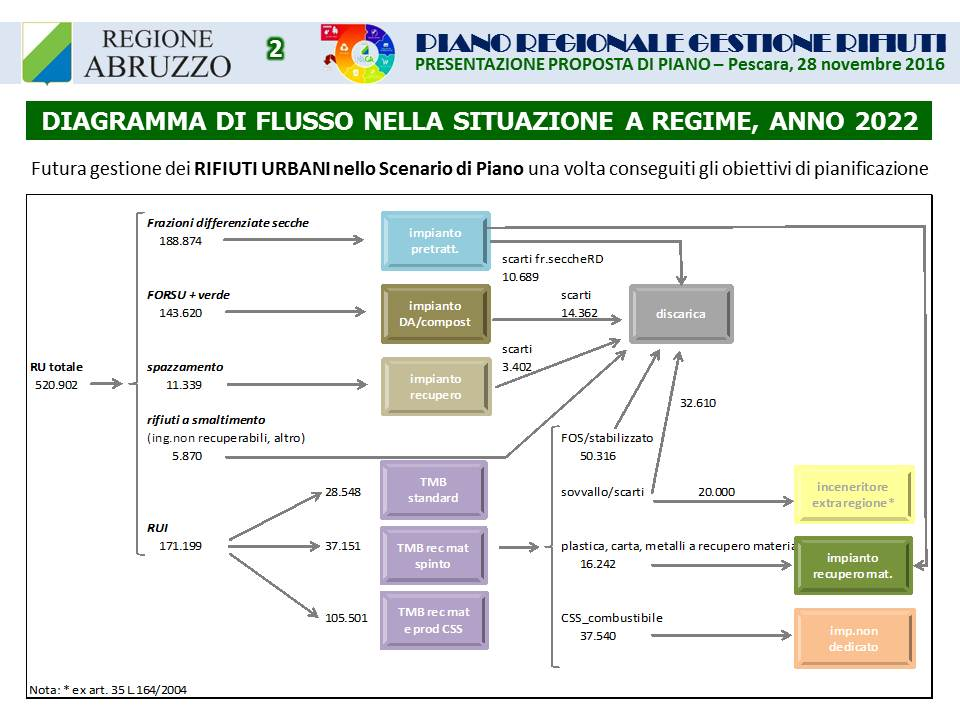 REGIONE
ABRUZZO
2
PIANO REGIONALE GESTIONE RIFIUTI
PRESENTAZIONE PROPOSTA DI PIANO – Pescara, 28 novembre 2016
DIAGRAMMA DI FLUSSO NELLA SITUAZIONE A REGIME, ANNO 2022
Futura gestione dei RIFIUTI URBANI nello Scenario di Piano una volta conseguiti gli obiettivi di pianificazione
Frazioni differenziate secche
188.874
impianto
pretratt.
scarti fr.seccheRD
10.689
FORSU + verde
143.620
impianto
DA/compost
scarti
14.362
discarica
RU totale
520.902
spazzamento
11.339
impianto
recupero
scarti
3.402
32.610
rifiuti a smaltimento
(ing.non recuperabili, altro)
5.870
FOS/stabilizzato
50.316
28.548
TMB
standard
sovvallo/scarti
20.000
inceneritore
extraregione*
RUI
171.199
37.151
TMB rec mat
spinto
plastica, carta, metalli a recupero materia
16.242
impianto
recupero mat.
105.501
TMB rec mat
e prod CSS
CSS_combustibile
37.540
imp.non
dedicato
Nota: * ex art. 35 L.164/2004